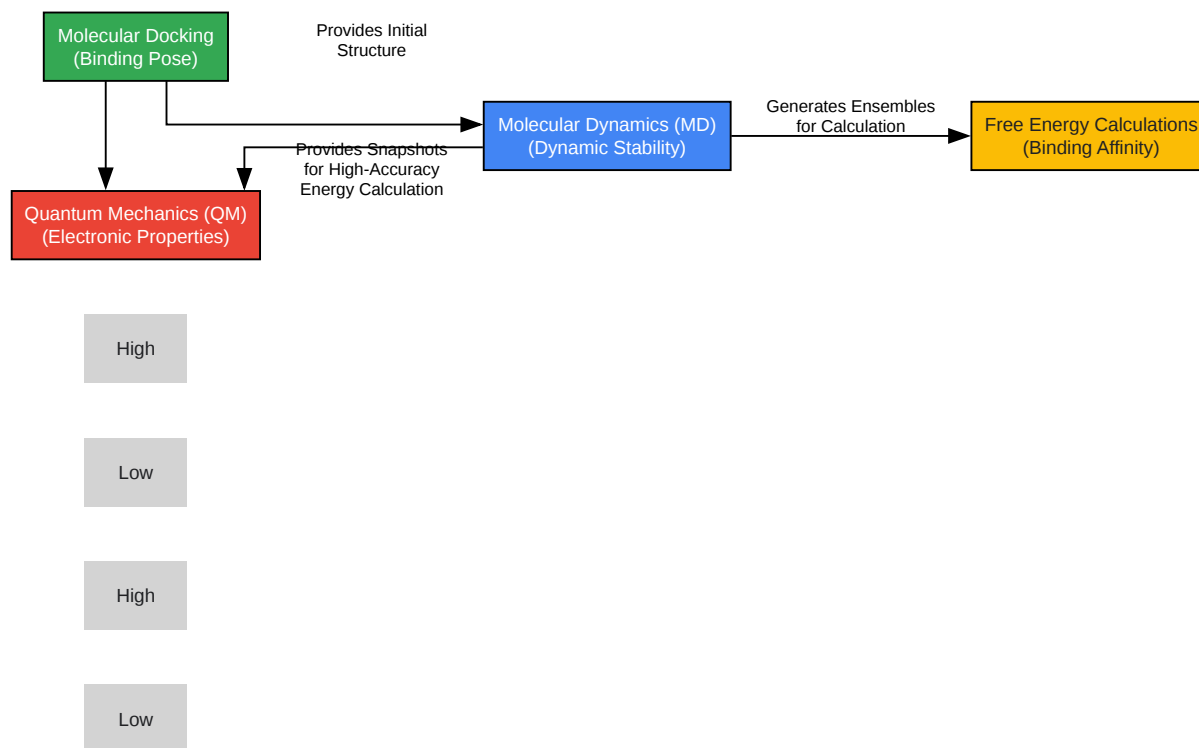 Molecular Docking
(Binding Pose)
Provides Initial
Structure
Molecular Dynamics (MD)
(Dynamic Stability)
Generates Ensembles
for Calculation
Free Energy Calculations
(Binding Affinity)
Provides Snapshots
for High-Accuracy
Energy Calculation
Quantum Mechanics (QM)
(Electronic Properties)
High
Low
High
Low